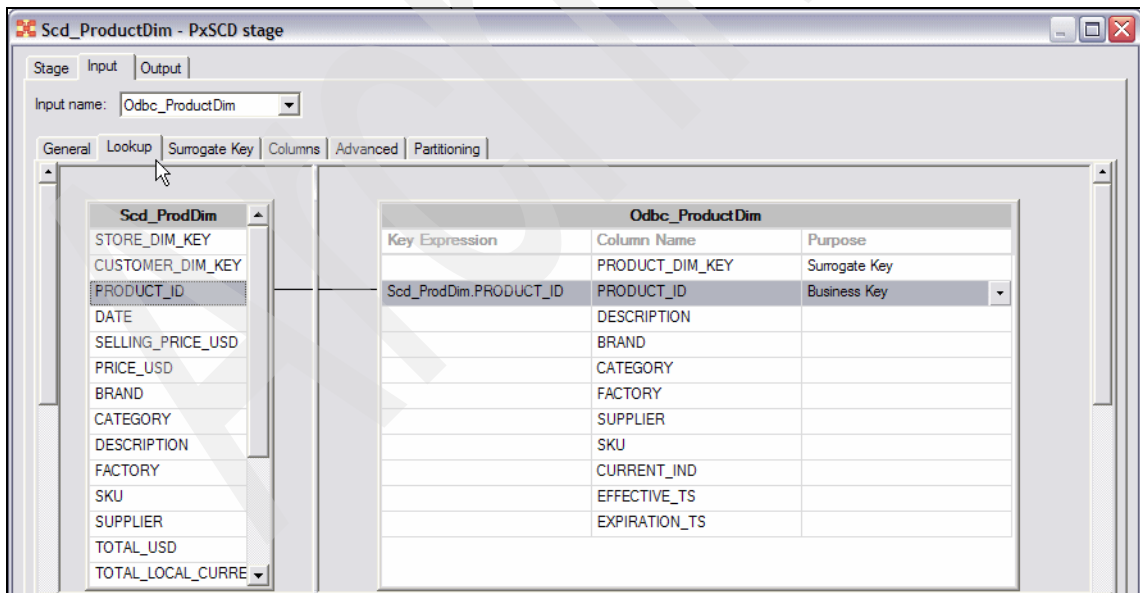 Scd_ProductDim - PxSCD stage
Stage Input Output
Input name: Odbc_ProductDim
General Lookup Surrogate Key Columns Advanced Partitioning
Scd_ProdDim
STORE_DIM_KEY
CUSTOMER_DIM_KEY
PRODUCT_ID
DATE
SELLING_PRICE_USD
PRICE_USD
BRAND
CATEGORY
DESCRIPTION
FACTORY
SKU
SUPPLIER
TOTAL_USD
TOTAL_LOCAL_CURRE
Odbc_ProductDim
Key Expression Column Name Purpose
PRODUCT_DIM_KEY Surrogate Key
Scd_ProdDim.PRODUCT_ID PRODUCT_ID Business Key
DESCRIPTION
BRAND
CATEGORY
FACTORY
SUPPLIER
SKU
CURRENT_IND
EFFECTIVE_TS
EXPIRATION_TS